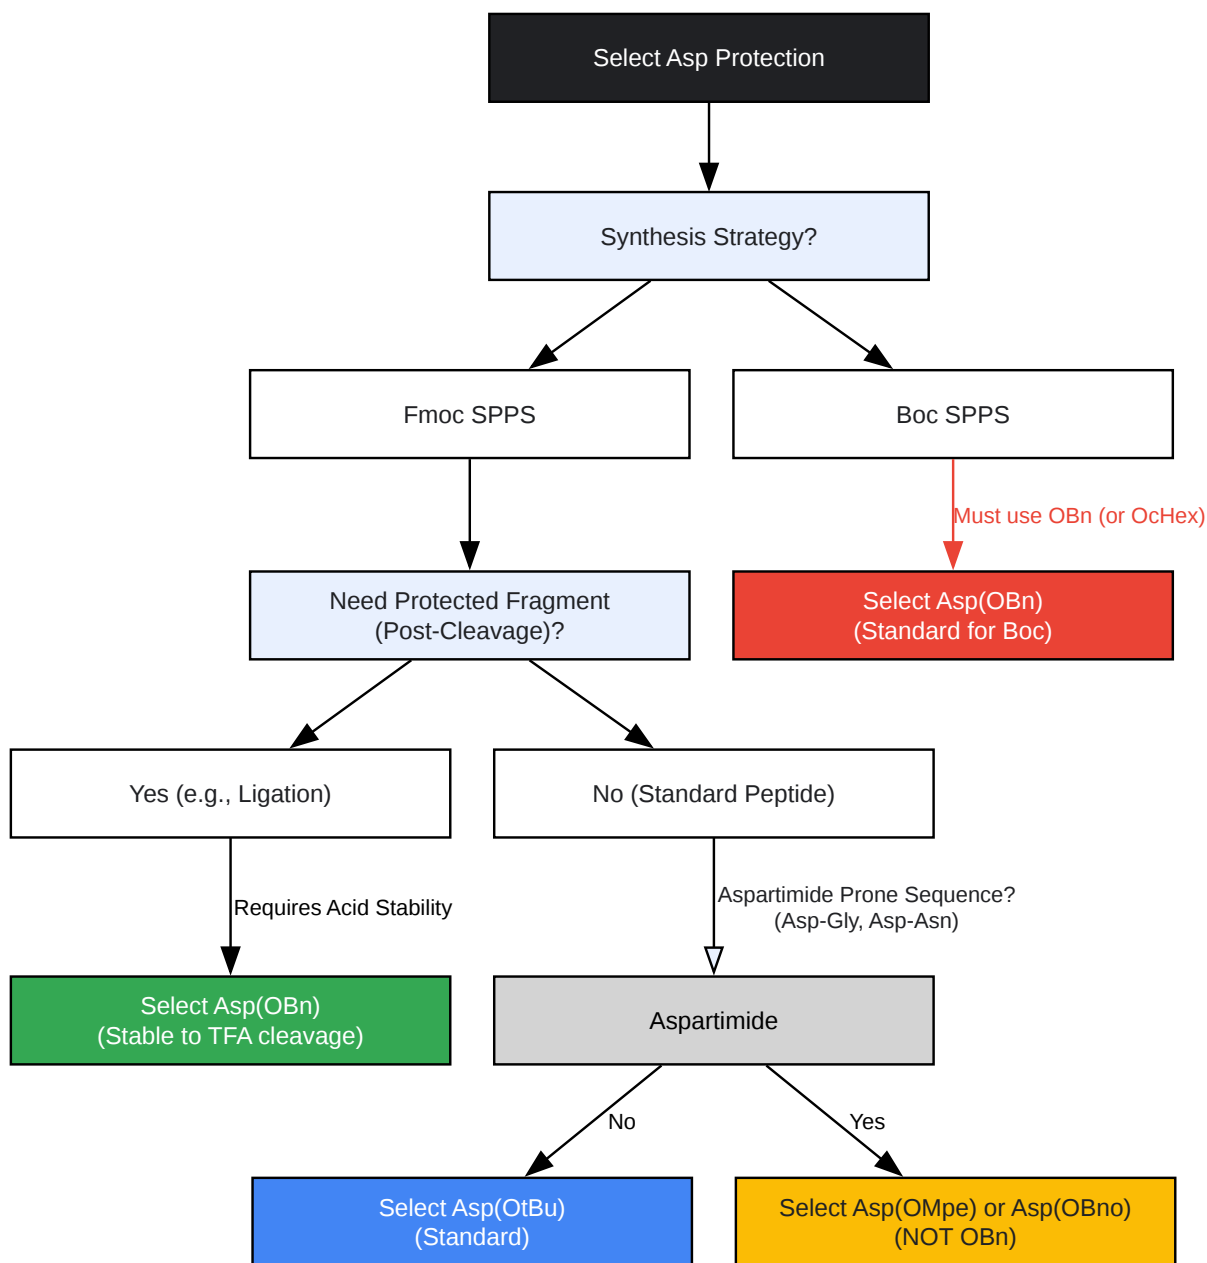 Select Asp Protection
Synthesis Strategy?
Fmoc SPPS
Boc SPPS
Must use OBn (or OcHex)
Need Protected Fragment
(Post-Cleavage)?
Select Asp(OBn)
(Standard for Boc)
Yes (e.g., Ligation)
No (Standard Peptide)
Requires Acid Stability
Aspartimide Prone Sequence?
(Asp-Gly, Asp-Asn)
Select Asp(OBn)
(Stable to TFA cleavage)
Aspartimide
No
Yes
Select Asp(OtBu)
(Standard)
Select Asp(OMpe) or Asp(OBno)
(NOT OBn)